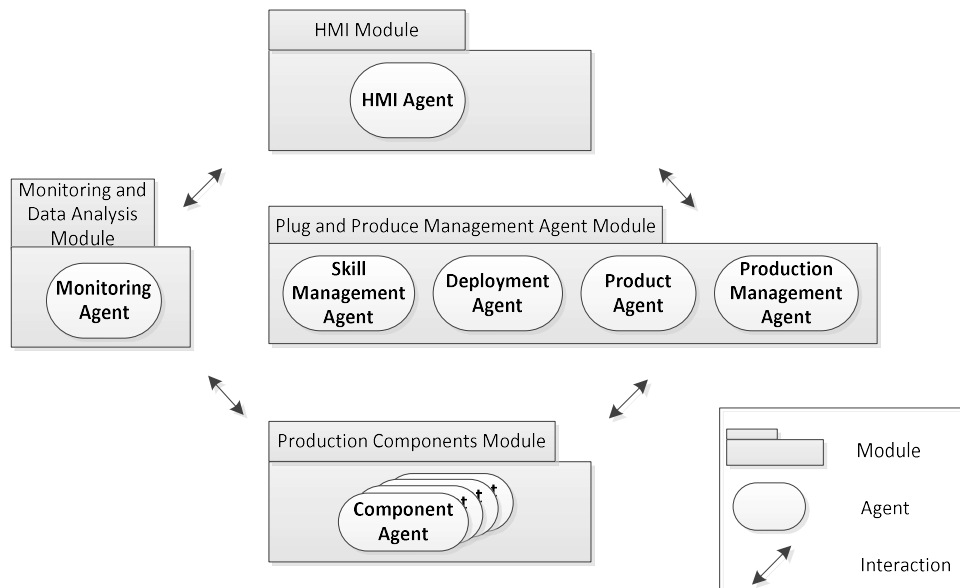 HMI Module
HMI Agent
Monitoring and
Data Analysis
Module
Monitoring
Agent
Plug and Produce Management Agent Module
Skill
Management
Agent
Deployment
Agent
Product
Agent
Production
Management
Agent
Production Components Module
Component
Agent
t
t
t
Module
Agent
Interaction